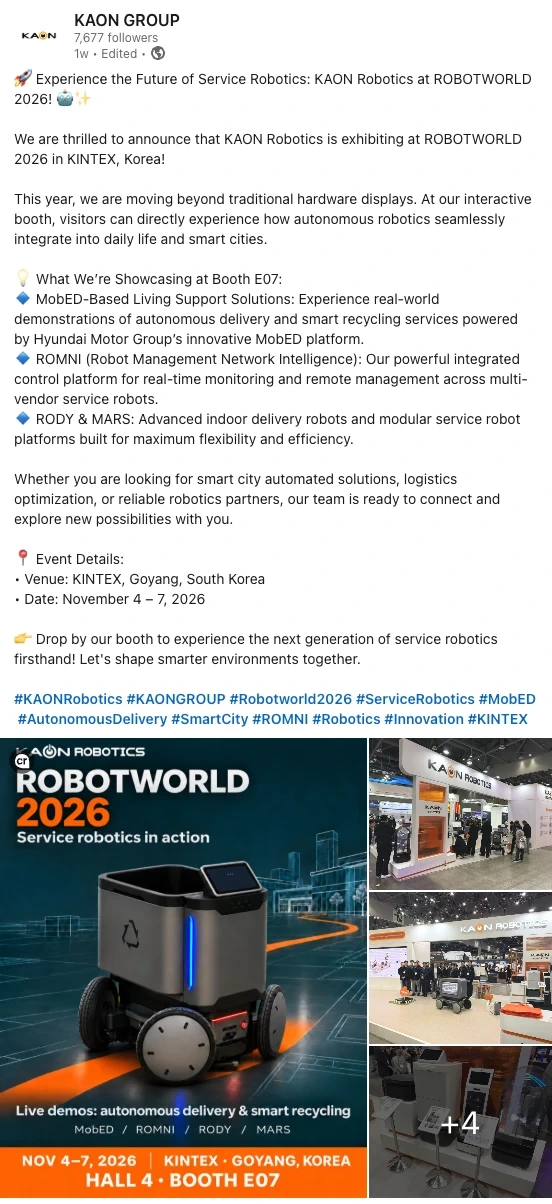 KAON
KAON GROUP
7,677 followers
1w • Edited •
🚀 Experience the Future of Service Robotics: KAON Robotics at ROBOTWORLD
2026! 🤖✨
We are thrilled to announce that KAON Robotics is exhibiting at ROBOTWORLD
2026 in KINTEX, Korea!
This year, we are moving beyond traditional hardware displays. At our interactive
booth, visitors can directly experience how autonomous robotics seamlessly
integrate into daily life and smart cities.
💡 What We’re Showcasing at Booth E07:
🔷 MobED-Based Living Support Solutions: Experience real-world
demonstrations of autonomous delivery and smart recycling services powered
by Hyundai Motor Group’s innovative MobED platform.
🔷 ROMNI (Robot Management Network Intelligence): Our powerful integrated
control platform for real-time monitoring and remote management across multi-
vendor service robots.
🔷 RODY & MARS: Advanced indoor delivery robots and modular service robot
platforms built for maximum flexibility and efficiency.
Whether you are looking for smart city automated solutions, logistics
optimization, or reliable robotics partners, our team is ready to connect and
explore new possibilities with you.
📍 Event Details:
• Venue: KINTEX, Goyang, South Korea
• Date: November 4 – 7, 2026
👉 Drop by our booth to experience the next generation of service robotics
firsthand! Let's shape smarter environments together.
#KAONRobotics #KAONGROUP #Robotworld2026 #ServiceRobotics #MobED
#AutonomousDelivery #SmartCity #ROMNI #Robotics #Innovation #KINTEX
KAON ROBOTICS
cr
ROBOTWORLD
2026
Service robotics in action
Live demos: autonomous delivery & smart recycling
MobED / ROMNI / RODY / MARS
NOV 4–7, 2026 | KINTEX · GOYANG, KOREA
HALL 4 · BOOTH E07
KAON ROBOTICS
KAON ROBOTICS
+4